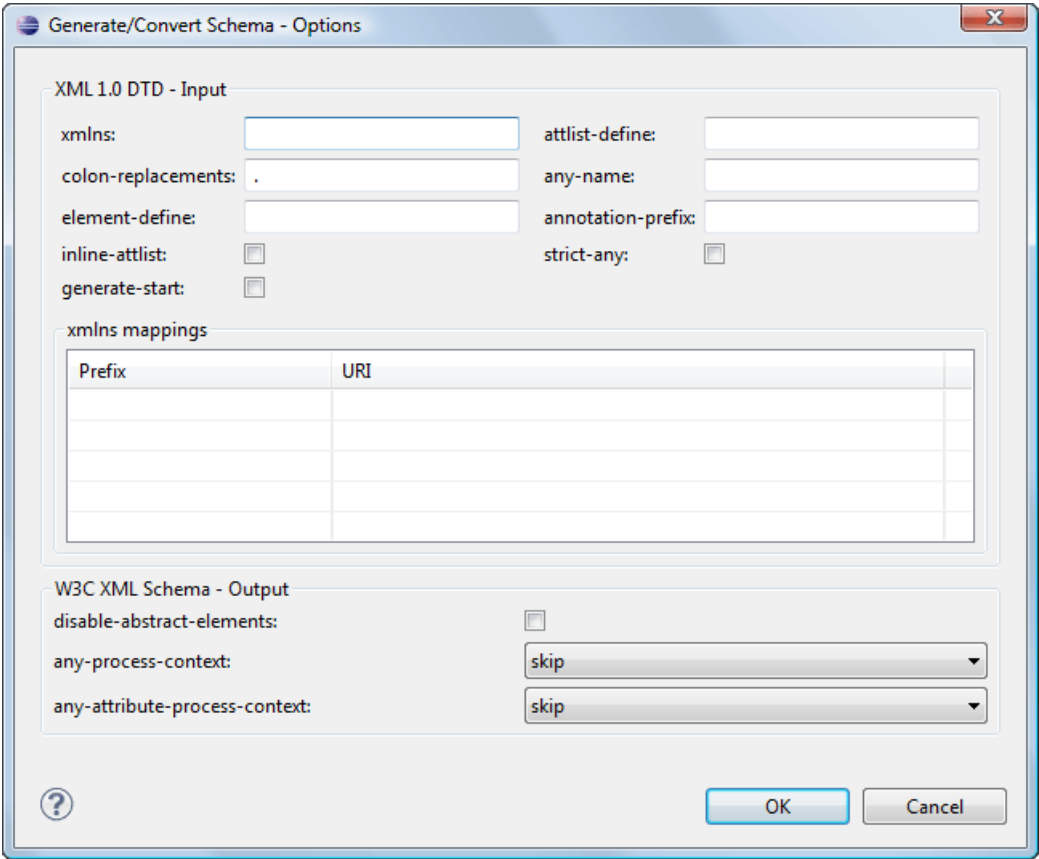 Generate/Convert Schema - Options
XML 1.0 DTD - Input
xmlns: attlist-define:
colon-replacements: . any-name:
element-define: annotation-prefix:
inline-attlist: strict-any:
generate-start:
xmlns mappings
Prefix URI
W3C XML Schema - Output
disable-abstract-elements:
any-process-context: skip
any-attribute-process-context: skip
? OK Cancel